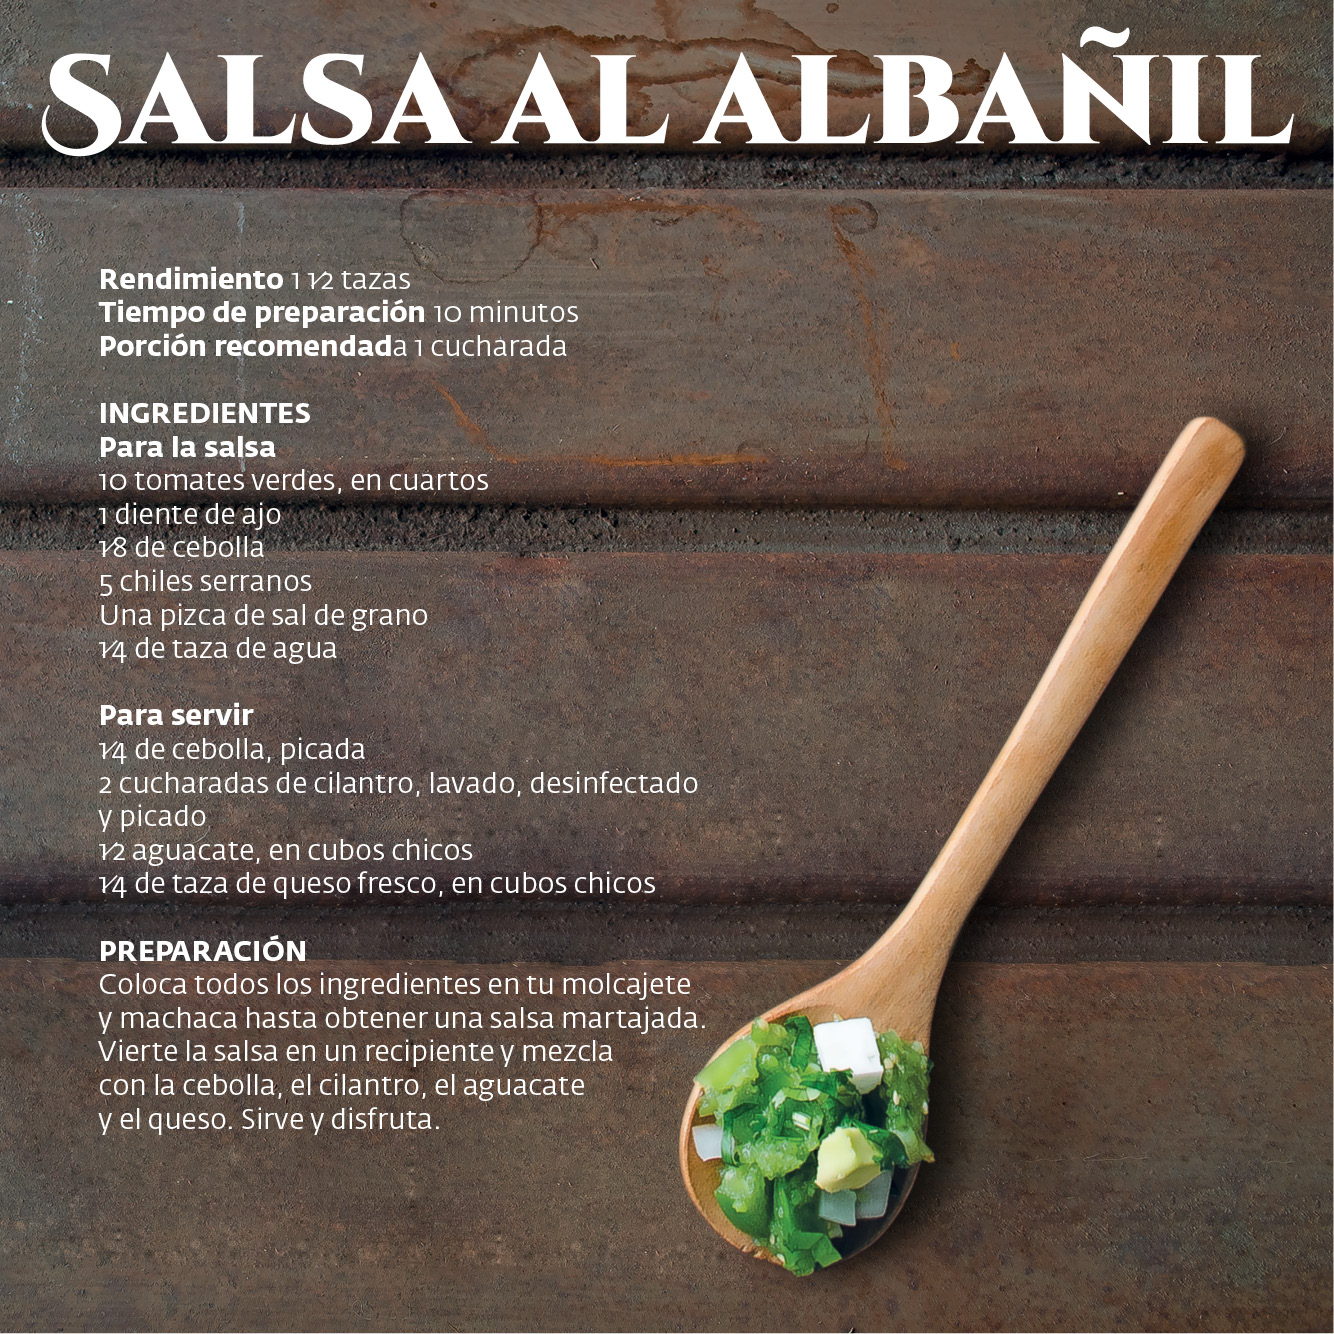 SALSA AL ALBAÑIL
Rendimiento 1 1/2 tazas
Tiempo de preparación 10 minutos
Porción recomendada 1 cucharada
INGREDIENTES
Para la salsa
10 tomates verdes, en cuartos
1 diente de ajo
1/8 de cebolla
5 chiles serranos
Una pizca de sal de grano
1/4 de taza de agua
Para servir
1/4 de cebolla, picada
2 cucharadas de cilantro, lavado, desinfectado
y picado
1/2 aguacate, en cubos chicos
1/4 de taza de queso fresco, en cubos chicos
PREPARACIÓN
Coloca todos los ingredientes en tu molcajete
y machaca hasta obtener una salsa martajada.
Vierte la salsa en un recipiente y mezcla
con la cebolla, el cilantro, el aguacate
y el queso. Sirve y disfruta.